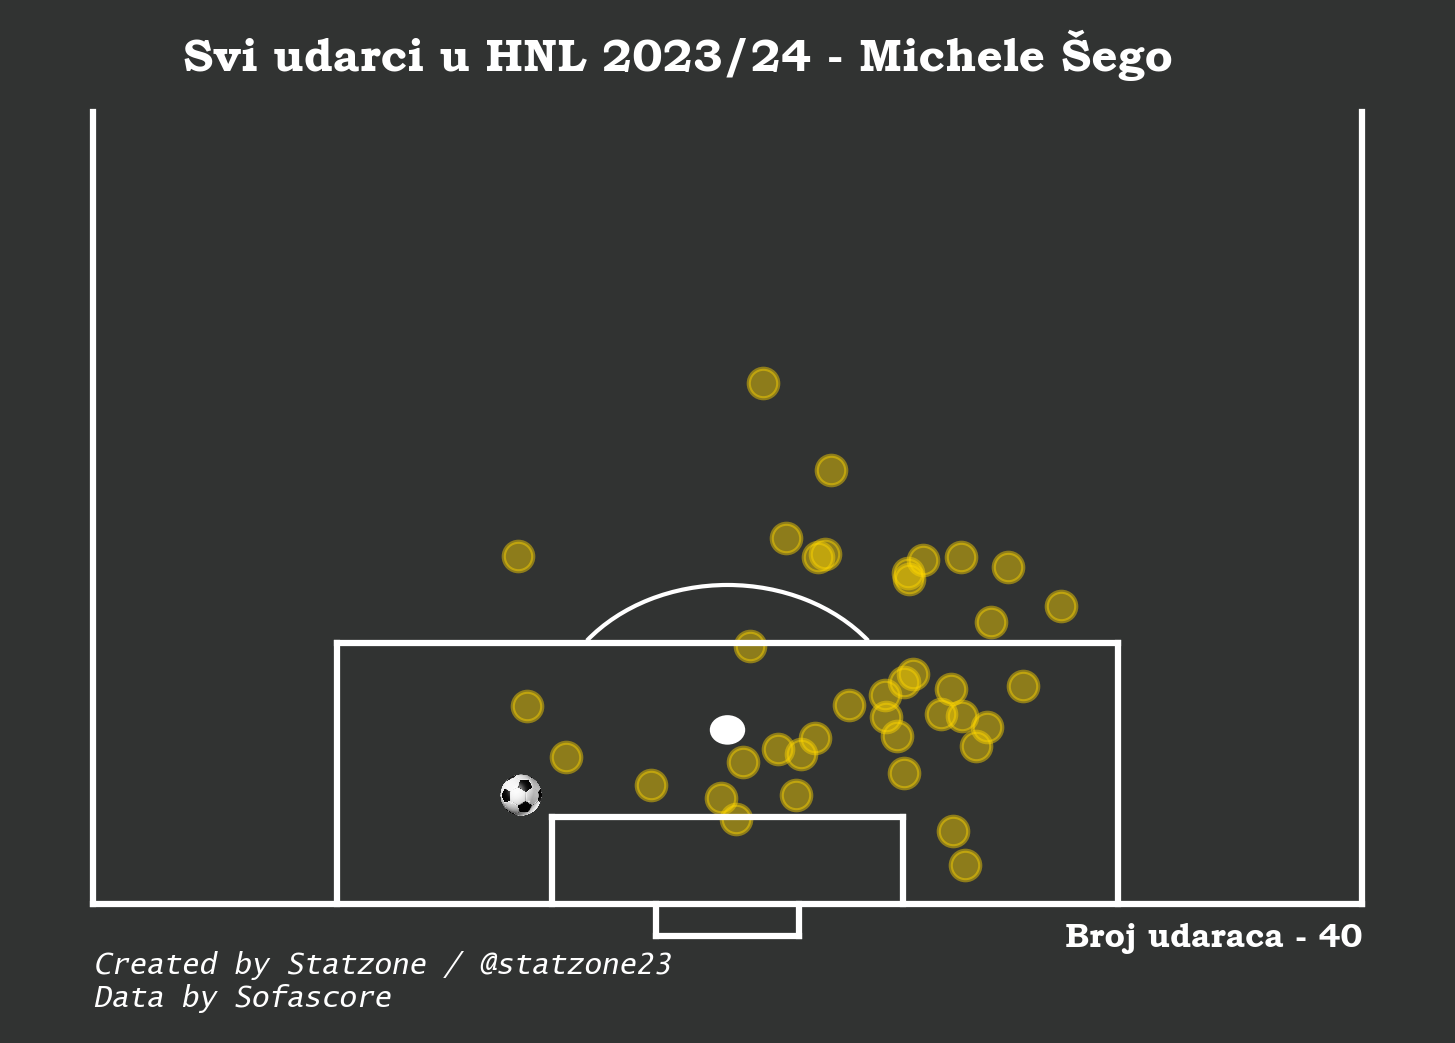 Svi udarci u HNL 2023/24 - Michele Šego
Broj udaraca - 40
Created by Statzone / @statzone23
Data by Sofascore